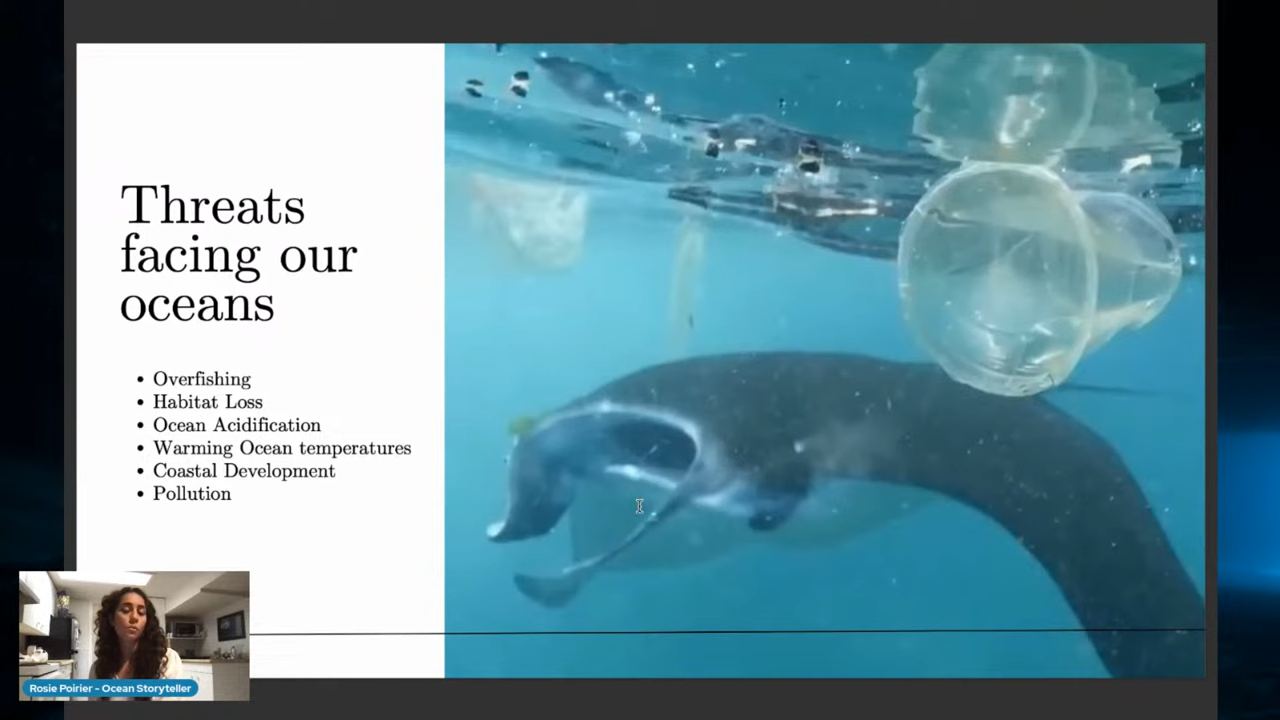 Threats
facing our
oceans
• Overfishing
• Habitat Loss
• Ocean Acidification
• Warming Ocean temperatures
• Coastal Development
• Pollution
Rosie Poirier - Ocean Storyteller